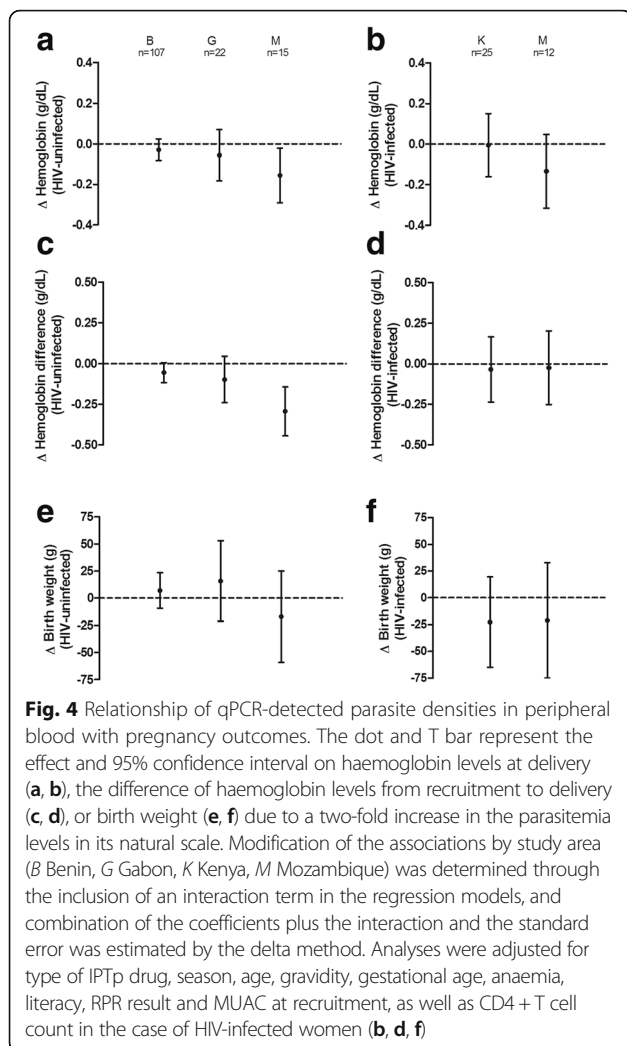 a
B G M
n=107 n=22 n=15
Δ Hemoglobin (g/dL)
(HIV-uninfected)
0.4
0.2
0.0
-0.2
-0.4
b
K M
n=25 n=12
Δ Hemoglobin (g/dL)
(HIV-infected)
0.4
0.2
0.0
-0.2
-0.4
c
Δ Hemoglobin difference (g/dL)
(HIV-uninfected)
0.50
0.25
0.00
-0.25
-0.50
d
Δ Hemoglobin difference (g/dL)
(HIV-infected)
0.50
0.25
0.00
-0.25
-0.50
e
Δ Birth weight (g)
(HIV-uninfected)
75
50
25
0
-25
-50
-75
f
Δ Birth weight (g)
(HIV-infected)
75
50
25
0
-25
-50
-75
Fig. 4 Relationship of qPCR-detected parasite densities in peripheral
blood with pregnancy outcomes. The dot and T bar represent the
effect and 95% confidence interval on haemoglobin levels at delivery
(a, b), the difference of haemoglobin levels from recruitment to delivery
(c, d), or birth weight (e, f) due to a two-fold increase in the parasitemia
levels in its natural scale. Modification of the associations by study area
(B Benin, G Gabon, K Kenya, M Mozambique) was determined through
the inclusion of an interaction term in the regression models, and
combination of the coefficients plus the interaction and the standard
error was estimated by the delta method. Analyses were adjusted for
type of IPTp drug, season, age, gravidity, gestational age, anaemia,
literacy, RPR result and MUAC at recruitment, as well as CD4 + T cell
count in the case of HIV-infected women (b, d, f)